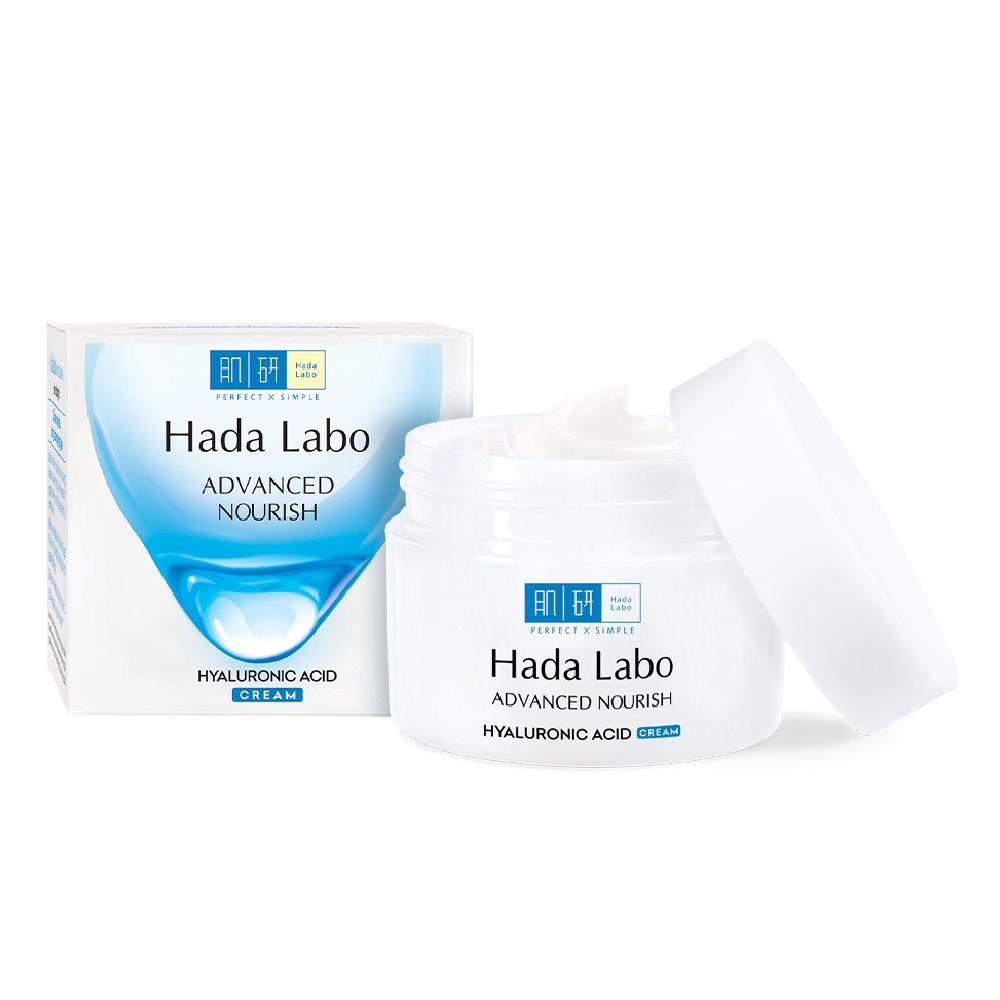 肌 研 Hada Labo
PERFECT X SIMPLE
Hada Labo
ADVANCED
NOURISH
HYALURONIC ACID
CREAM
肌 研 Hada Labo
PERFECT X SIMPLE
Hada Labo
ADVANCED NOURISH
HYALURONIC ACID CREAM